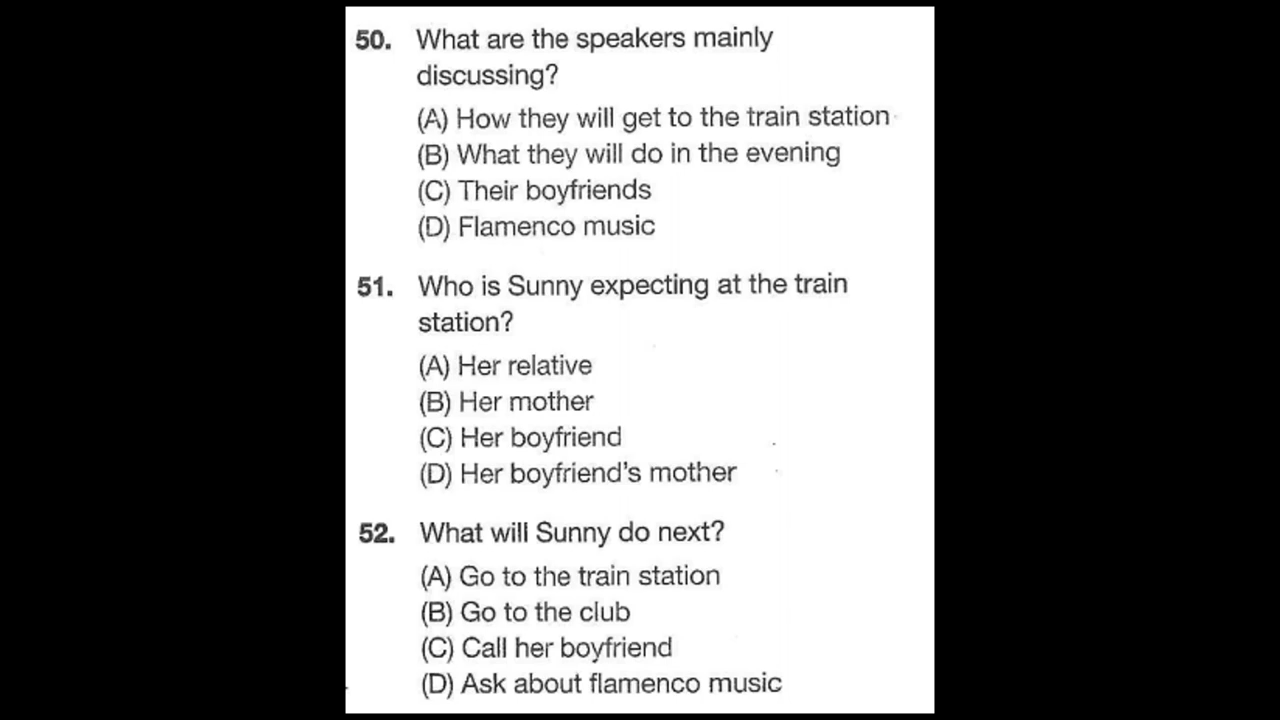 50. What are the speakers mainly
discussing?
(A) How they will get to the train station
(B) What they will do in the evening
(C) Their boyfriends
(D) Flamenco music
51. Who is Sunny expecting at the train
station?
(A) Her relative
(B) Her mother
(C) Her boyfriend
(D) Her boyfriend's mother
52. What will Sunny do next?
(A) Go to the train station
(B) Go to the club
(C) Call her boyfriend
(D) Ask about flamenco music